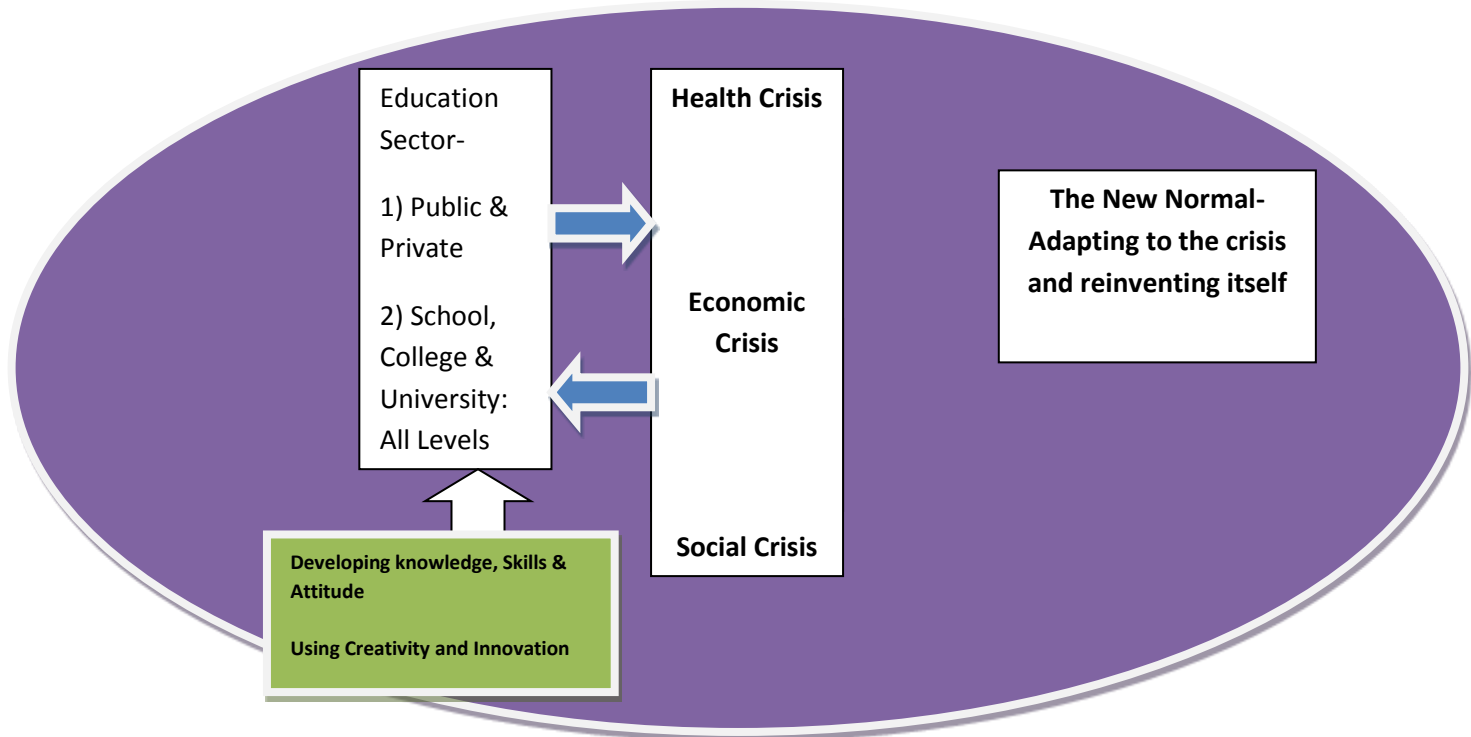 Education
Sector-
1) Public &
Private
2) School,
College &
University:
All Levels
Health Crisis
Economic
Crisis
Social Crisis
The New Normal-
Adapting to the crisis
and reinventing itself
Developing knowledge, Skills &
Attitude
Using Creativity and Innovation